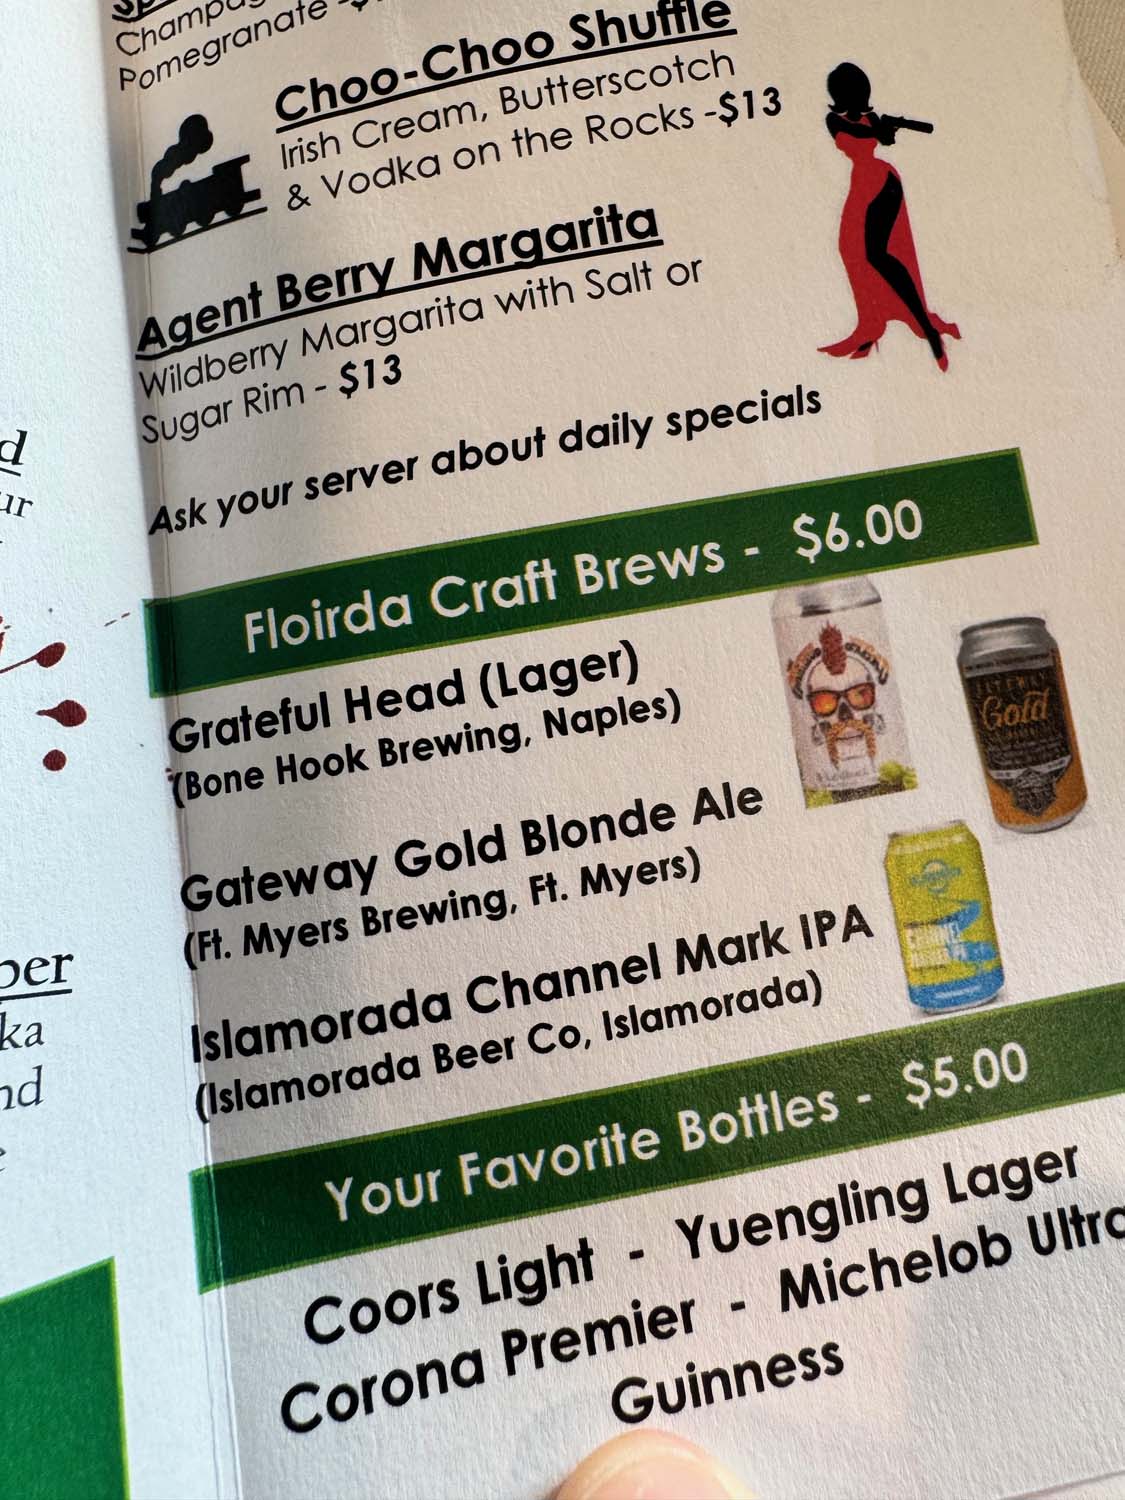 Pomegranate
Choo-Choo Shuffle
Irish Cream, Butterscotch
& Vodka on the Rocks -$13
Agent Berry Margarita
Wildberry Margarita with Salt or
Sugar Rim - $13
Ask your server about daily specials
Floirda Craft Brews - $6.00
Grateful Head (Lager)
(Bone Hook Brewing, Naples)
Gateway Gold Blonde Ale
(Ft. Myers Brewing, Ft. Myers)
Gold
Islamorada Channel Mark IPA
(Islamorada Beer Co, Islamorada)
Your Favorite Bottles - $5.00
Coors Light - Yuengling Lager
Corona Premier - Michelob Ultra
Guinness